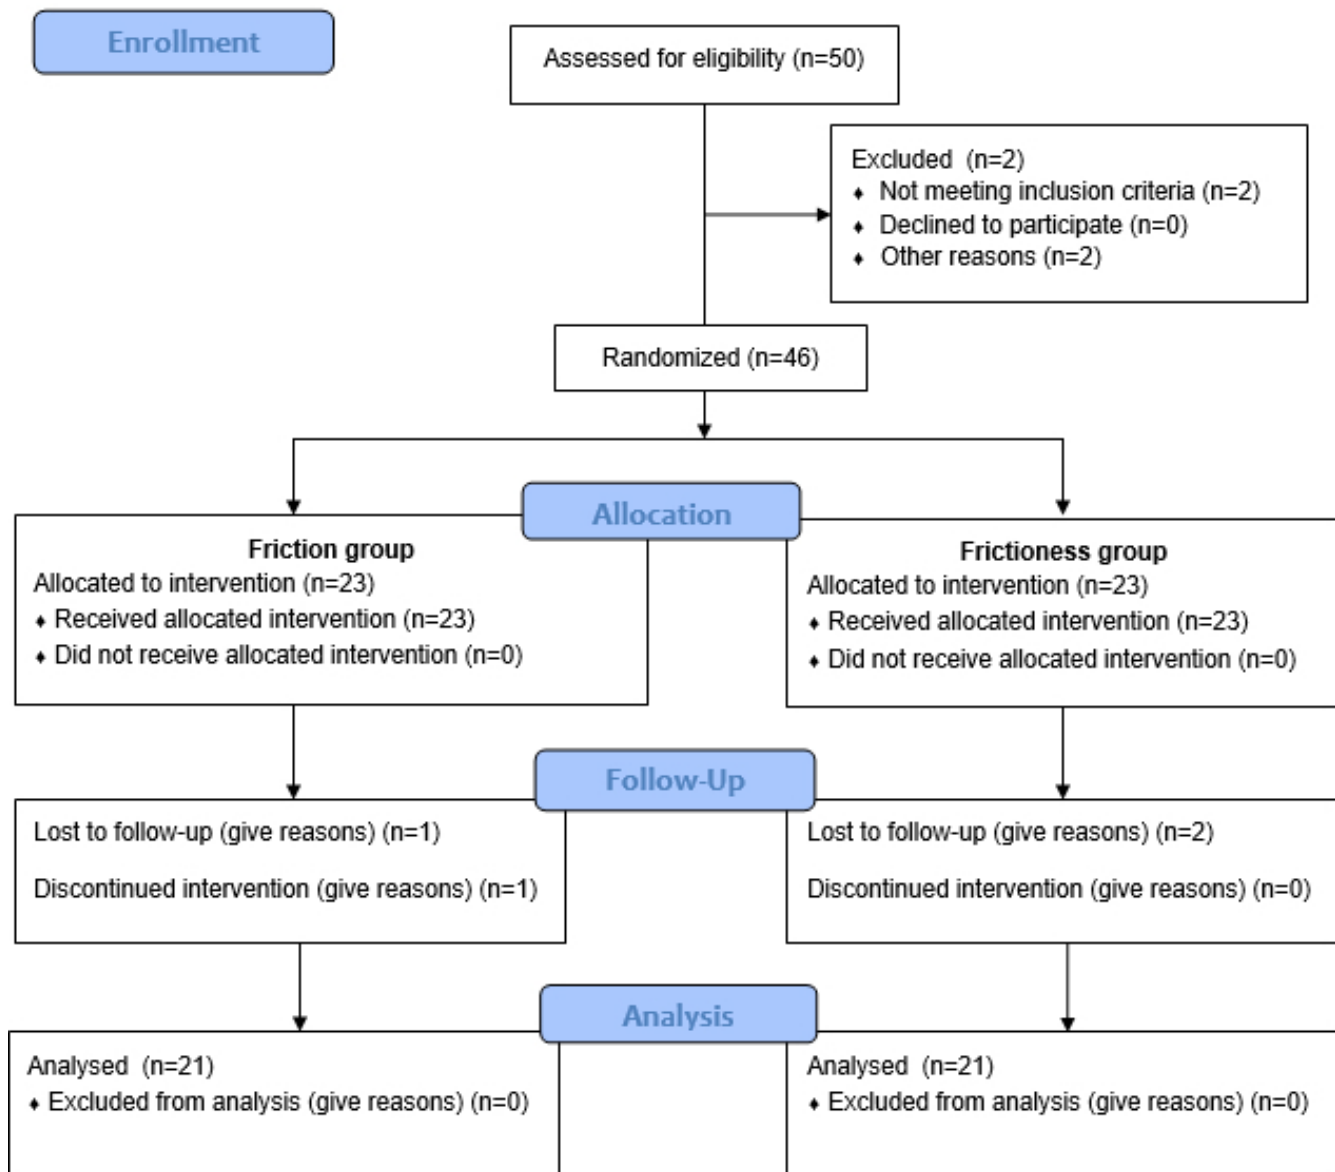 Enrollment
Assessed for eligibility (n=50)
Excluded (n=2)
♦ Not meeting inclusion criteria (n=2)
♦ Declined to participate (n=0)
♦ Other reasons (n=2)
Randomized (n=46)
Allocation
Friction group
Allocated to intervention (n=23)
♦ Received allocated intervention (n=23)
♦ Did not receive allocated intervention (n=0)
Frictioness group
Allocated to intervention (n=23)
♦ Received allocated intervention (n=23)
♦ Did not receive allocated intervention (n=0)
Follow-Up
Lost to follow-up (give reasons) (n=1)
Discontinued intervention (give reasons) (n=1)
Lost to follow-up (give reasons) (n=2)
Discontinued intervention (give reasons) (n=0)
Analysis
Analysed (n=21)
♦ Excluded from analysis (give reasons) (n=0)
Analysed (n=21)
♦ Excluded from analysis (give reasons) (n=0)